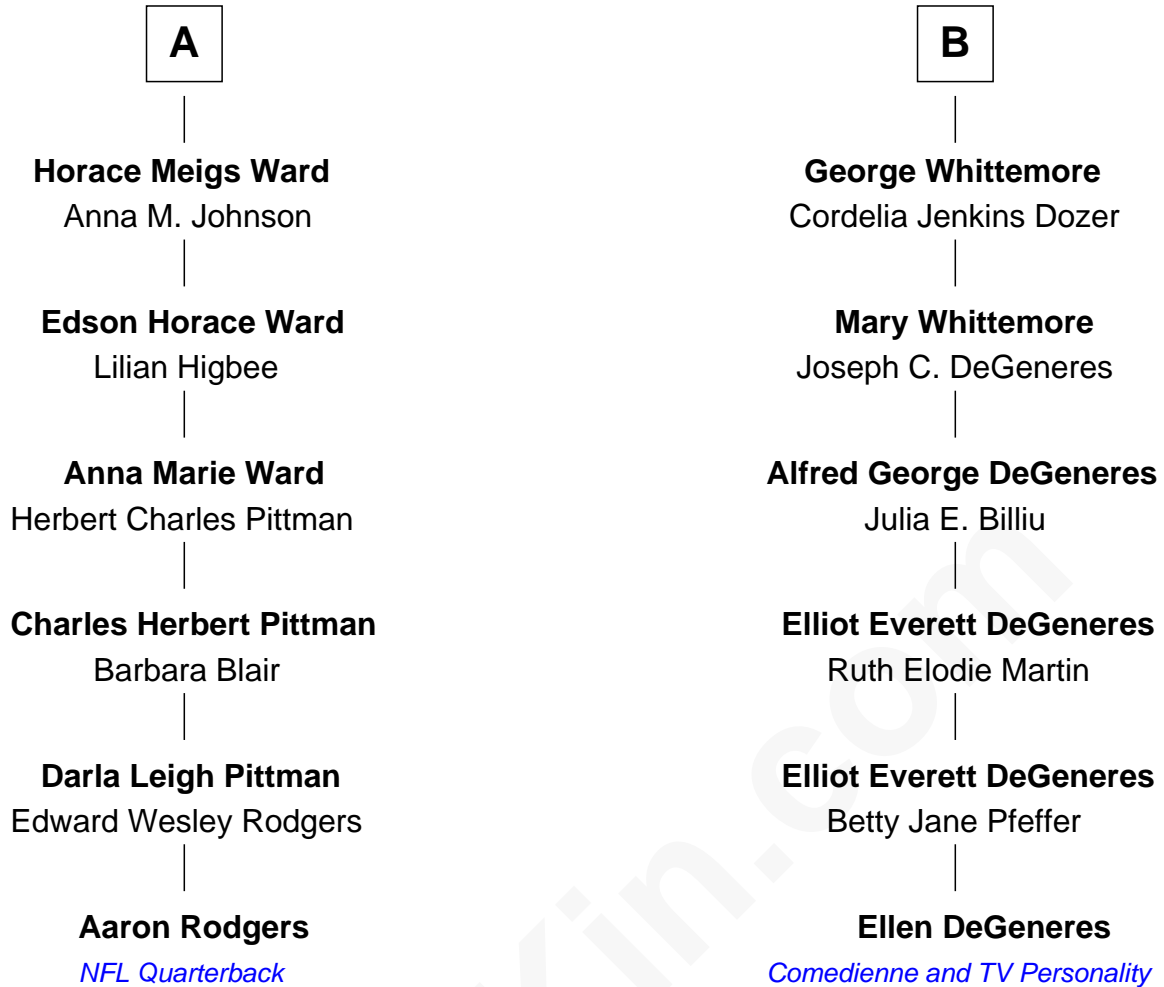 A
Horace Meigs Ward
Anna M. Johnson
Edson Horace Ward
Lilian Higbee
Anna Marie Ward
Herbert Charles Pittman
Charles Herbert Pittman
Barbara Blair
Darla Leigh Pittman
Edward Wesley Rodgers
Aaron Rodgers
NFL Quarterback
B
George Whittemore
Cordelia Jenkins Dozer
Mary Whittemore
Joseph C. DeGeneres
Alfred George DeGeneres
Julia E. Billiu
Elliot Everett DeGeneres
Ruth Elodie Martin
Elliot Everett DeGeneres
Betty Jane Pfeffer
Ellen DeGeneres
Comedienne and TV Personality
Kin.com